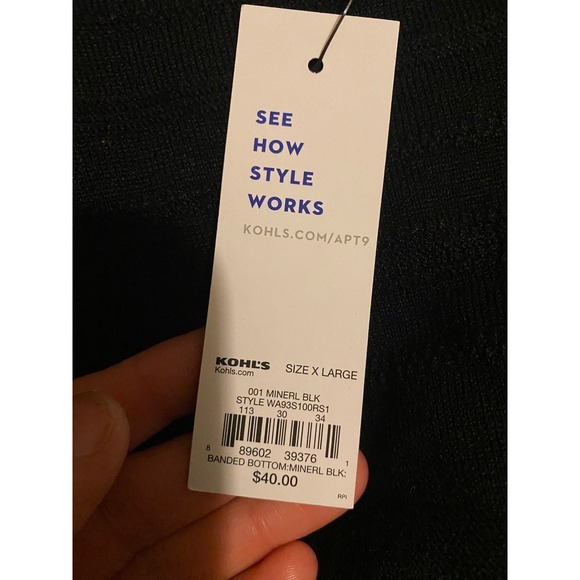 SEE
HOW
STYLE
WORKS
KOHLS.COM/APT9
KOHL'S SIZE X LARGE
Kohls.com
001 MINERL BLK
STYLE WA93S100RS1
113 30 34
8 89602 39376 1
BANDED BOTTOM:MINERL BLK:
$40.00
RPI